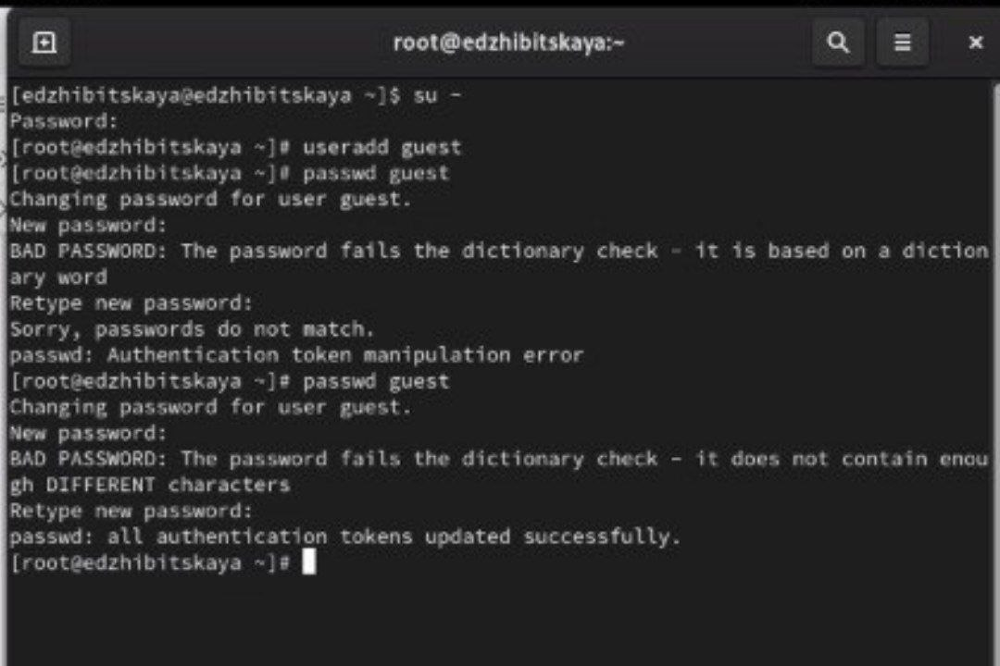 root@edzhibitskaya:~
[edzhibitskaya@edzhibitskaya ~]$ su -
Password:
[root@edzhibitskaya ~]# useradd guest
[root@edzhibitskaya ~]# passwd guest
Changing password for user guest.
New password:
BAD PASSWORD: The password fails the dictionary check - it is based on a diction
ary word
Retype new password:
Sorry, passwords do not match.
passwd: Authentication token manipulation error
[root@edzhibitskaya ~]# passwd guest
Changing password for user guest.
New password:
BAD PASSWORD: The password fails the dictionary check - it does not contain enou
gh DIFFERENT characters
Retype new password:
passwd: all authentication tokens updated successfully.
[root@edzhibitskaya ~]#